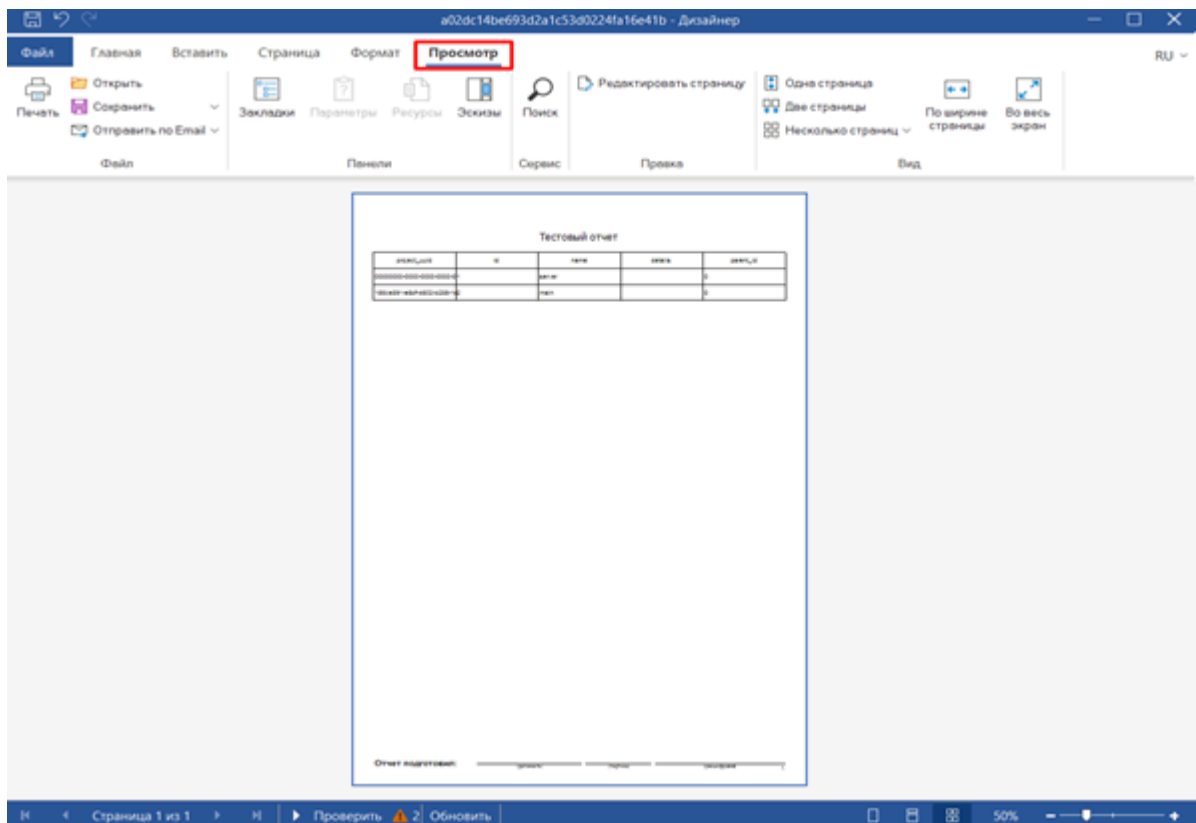 a02dc14be693d2a1c53d0224fa16e41b - Дизайнер
Файл Главная Вставить Страница Формат Просмотр RU
Печать
Открыть
Сохранить
Отправить по Email
Файл
Закладки Параметры Ресурсы Эскизы
Панели
Поиск
Сервис
Редактировать страницу
Правка
Одна страница
Две страницы
Несколько страниц
По ширине страницы
Во весь экран
Вид
Тестовый отчет
id name
Отчет подготовил:
Страница 1 из 1 Проверить 2 Обновить 50%